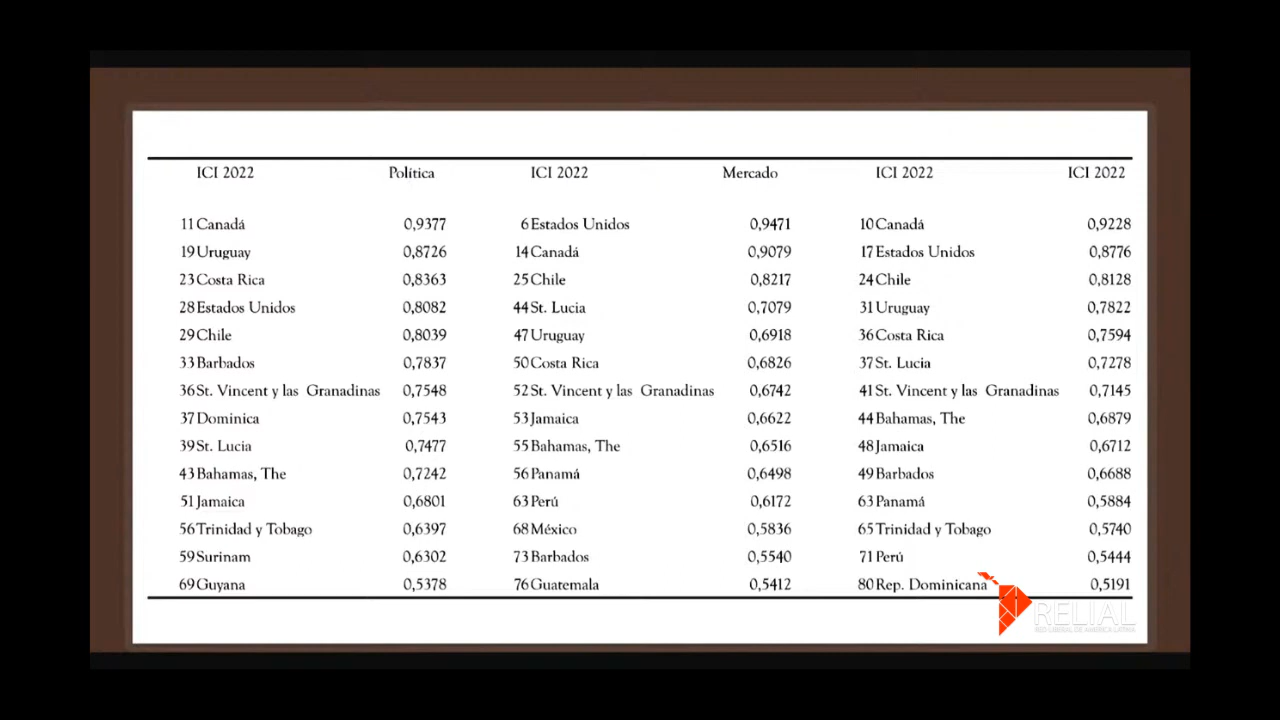 ICI 2022 Política ICI 2022 Mercado ICI 2022 ICI 2022
11 Canadá 0,9377 6 Estados Unidos 0,9471 10 Canadá 0,9228
19 Uruguay 0,8726 14 Canadá 0,9079 17 Estados Unidos 0,8776
23 Costa Rica 0,8363 25 Chile 0,8217 24 Chile 0,8128
28 Estados Unidos 0,8082 44 St. Lucia 0,7079 31 Uruguay 0,7822
29 Chile 0,8039 47 Uruguay 0,6918 36 Costa Rica 0,7594
33 Barbados 0,7837 50 Costa Rica 0,6826 37 St. Lucia 0,7278
36 St. Vincent y las Granadinas 0,7548 52 St. Vincent y las Granadinas 0,6742 41 St. Vincent y las Granadinas 0,7145
37 Dominica 0,7543 53 Jamaica 0,6622 44 Bahamas, The 0,6879
39 St. Lucia 0,7477 55 Bahamas, The 0,6516 48 Jamaica 0,6712
43 Bahamas, The 0,7242 56 Panamá 0,6498 49 Barbados 0,6688
51 Jamaica 0,6801 63 Perú 0,6172 63 Panamá 0,5884
56 Trinidad y Tobago 0,6397 68 México 0,5836 65 Trinidad y Tobago 0,5740
59 Surinam 0,6302 73 Barbados 0,5540 71 Perú 0,5444
69 Guyana 0,5378 76 Guatemala 0,5412 80 Rep. Dominicana 0,5191
RELIAL
RED LIBERAL DE AMÉRICA LATINA